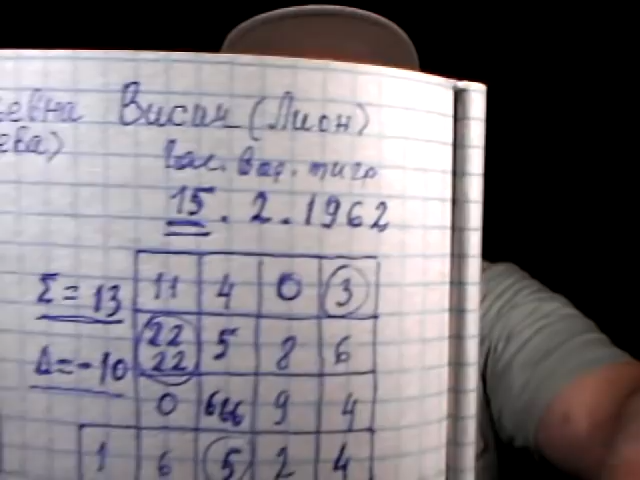 евна Висич (Лион)
ева)
вас. вар. тигр
15.2.1962
Σ=13 11 4 0 3
22 5 8 6
Δ=-10 22
0 666 9 4
1 6 5 2 4